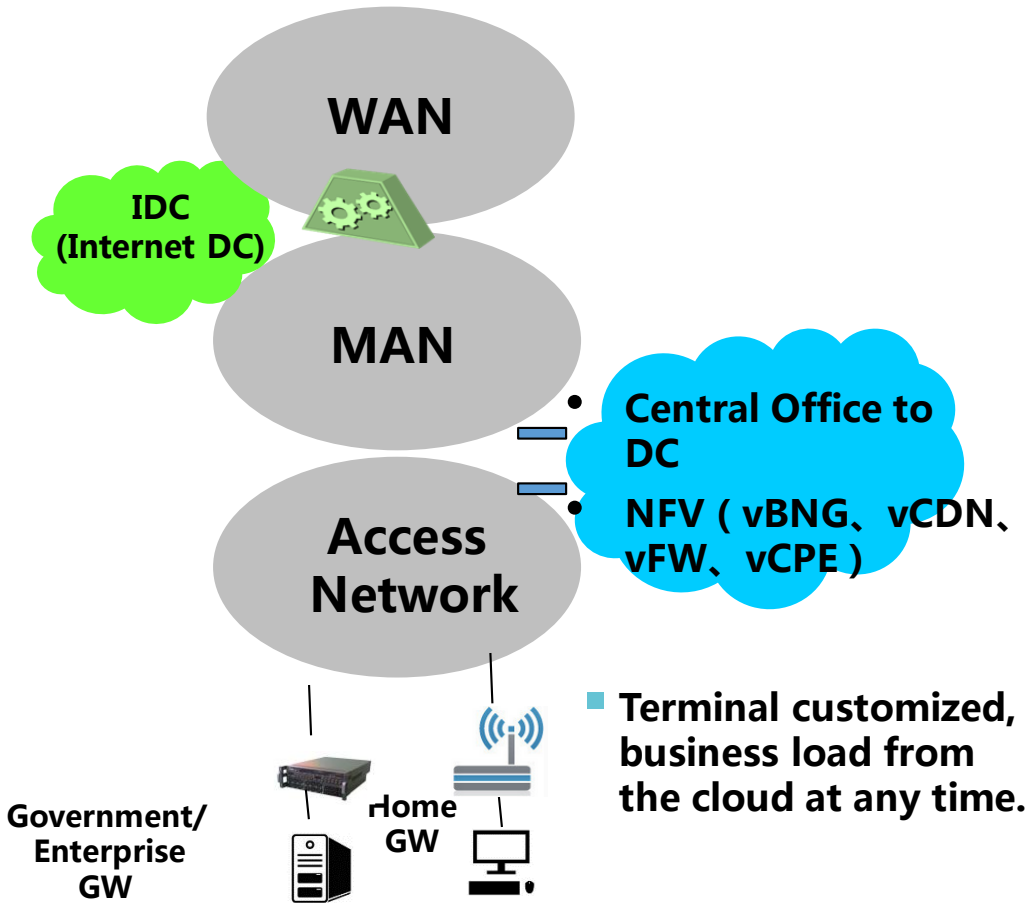 WAN
IDC
(Internet DC)
MAN
• Central Office to
DC
• NFV ( vBNG、vCDN、
vFW、vCPE )
Access
Network
Terminal customized,
business load from
the cloud at any time.
Home
GW
Government/
Enterprise
GW